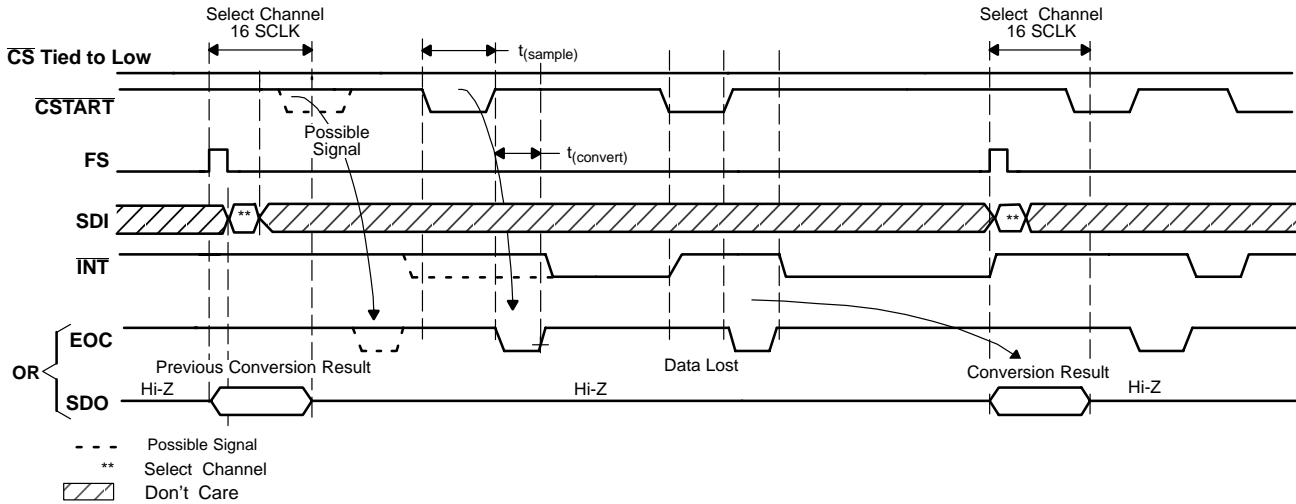 Select Channel
16 SCLK
Select Channel
16 SCLK
t(sample)
CS Tied to Low
CSTART
Possible
Signal
FS
t(convert)
SDI
**
**
INT
EOC
OR
Previous Conversion Result
Data Lost
Conversion Result
Hi-Z
Hi-Z
Hi-Z
SDO
Possible Signal
** Select Channel
Don't Care